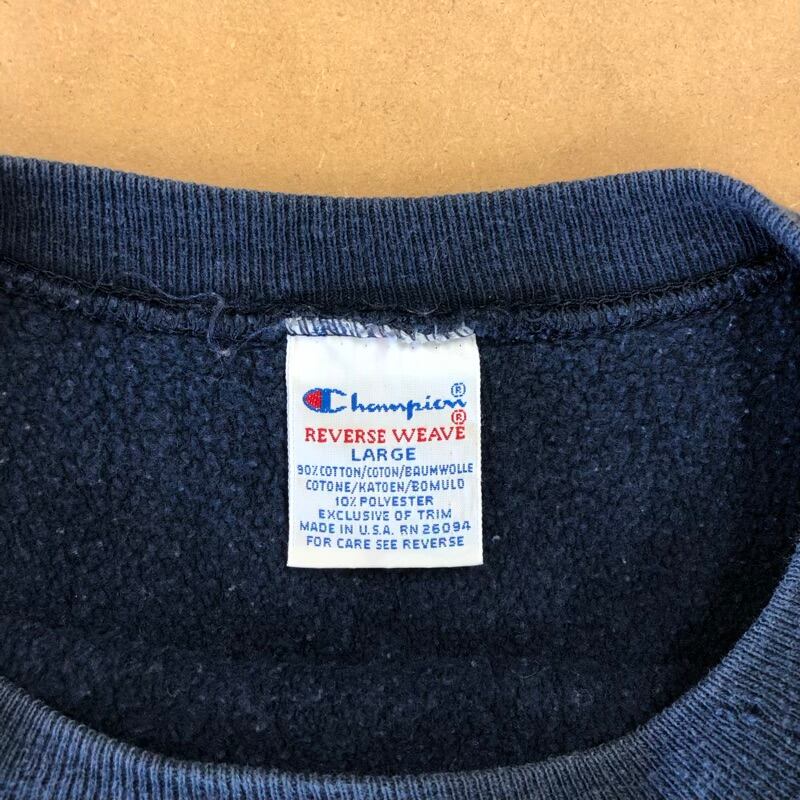 Champion®
REVERSE WEAVE®
LARGE
90% COTTON/COTON/BAUMWOLLE
COTONE/KATOEN/BOMULD
10% POLYESTER
EXCLUSIVE OF TRIM
MADE IN U.S.A. RN 26094
FOR CARE SEE REVERSE